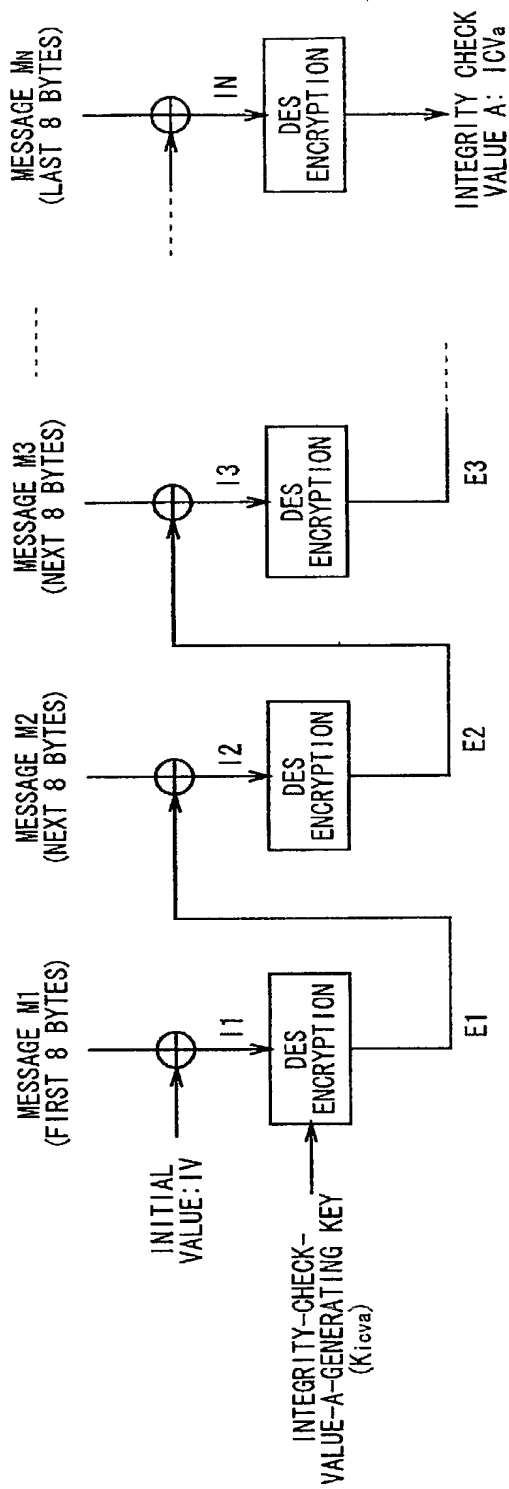 MESSAGE M1
(FIRST 8 BYTES)
MESSAGE M2
(NEXT 8 BYTES)
MESSAGE M3
(NEXT 8 BYTES)
MESSAGE MN
(LAST 8 BYTES)
INITIAL
VALUE:IV
I1
I2
I3
IN
DES
ENCRYPTION
DES
ENCRYPTION
DES
ENCRYPTION
DES
ENCRYPTION
INTEGRITY-CHECK-
VALUE-A-GENERATING KEY
(Kicva)
E1
E2
E3
INTEGRITY CHECK
VALUE A: ICVa